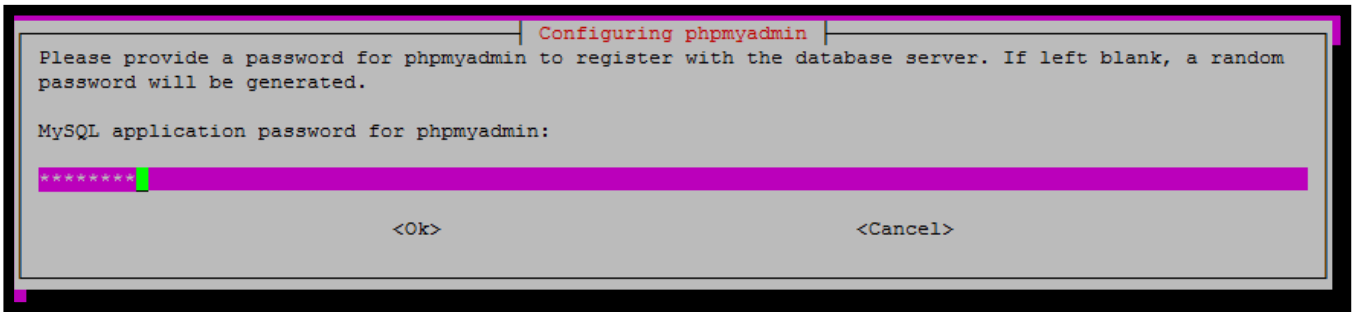 Configuring phpmyadmin
Please provide a password for phpmyadmin to register with the database server. If left blank, a random
password will be generated.
MySQL application password for phpmyadmin:
********
<Ok> <Cancel>